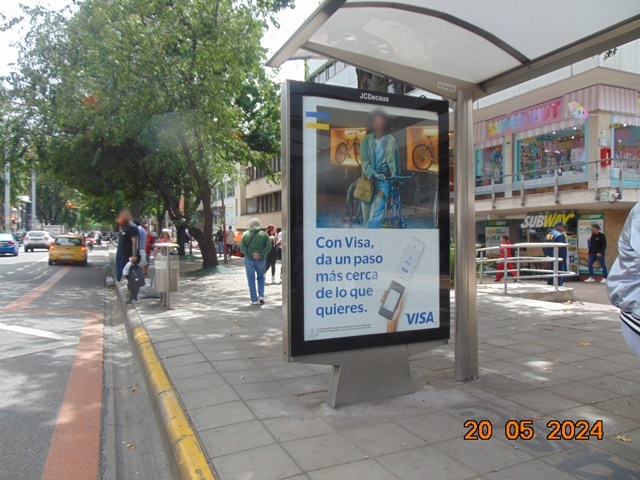 JCDecaux
Con Visa,
da un paso
más cerca
de lo que
quieres.
VISA
SUBWAY
20 05 2024